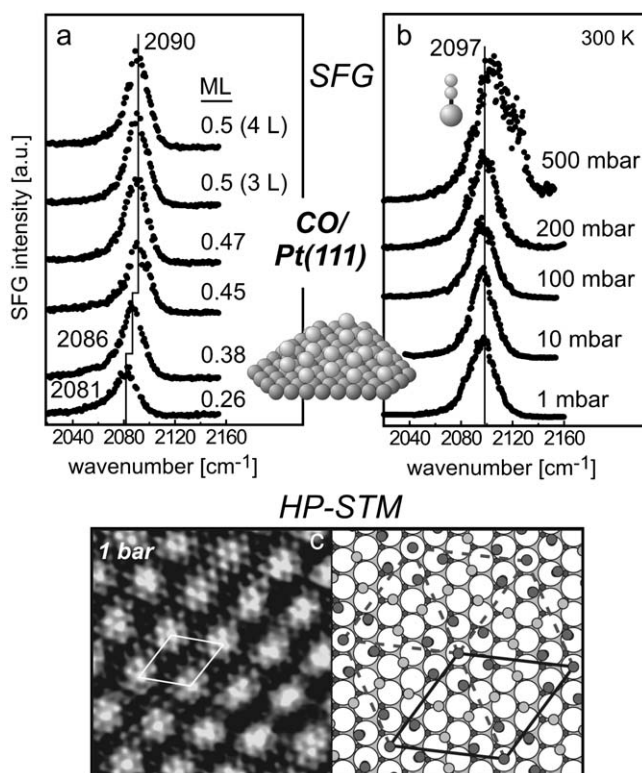 a
2090
ML
0.5 (4 L)
0.5 (3 L)
0.47
0.45
2086
0.38
2081
0.26
SFG intensity [a.u.]
2040 2080 2120 2160
wavenumber [cm⁻¹]
SFG
CO/
Pt(111)
b
2097
300 K
500 mbar
200 mbar
100 mbar
10 mbar
1 mbar
2040 2080 2120 2160
wavenumber [cm⁻¹]
HP-STM
1 bar
c